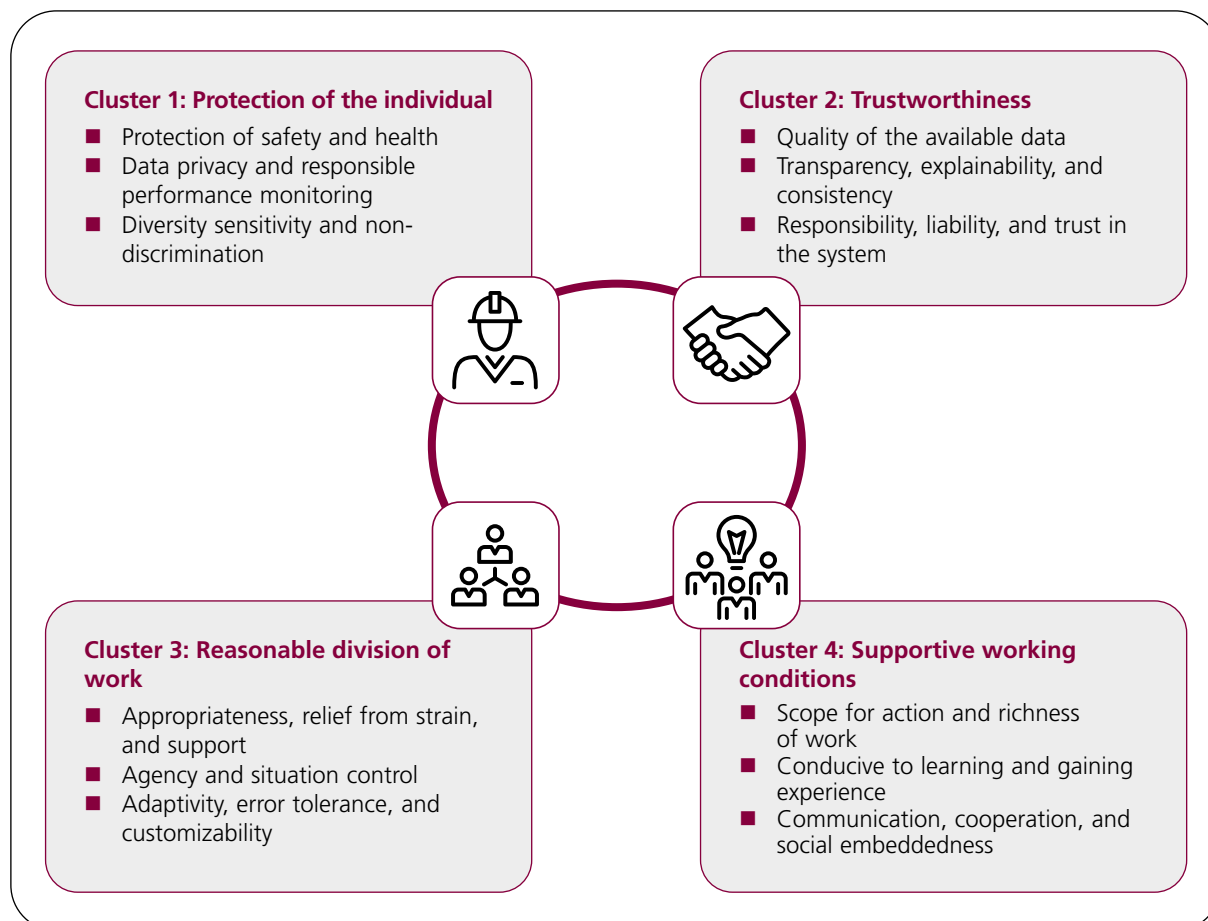 Cluster 1: Protection of the individual
■ Protection of safety and health
■ Data privacy and responsible
performance monitoring
■ Diversity sensitivity and non-
discrimination
Cluster 2: Trustworthiness
■ Quality of the available data
■ Transparency, explainability, and
consistency
■ Responsibility, liability, and trust in
the system
Cluster 3: Reasonable division of
work
■ Appropriateness, relief from strain,
and support
■ Agency and situation control
■ Adaptivity, error tolerance, and
customizability
Cluster 4: Supportive working
conditions
■ Scope for action and richness
of work
■ Conducive to learning and gaining
experience
■ Communication, cooperation, and
social embeddedness